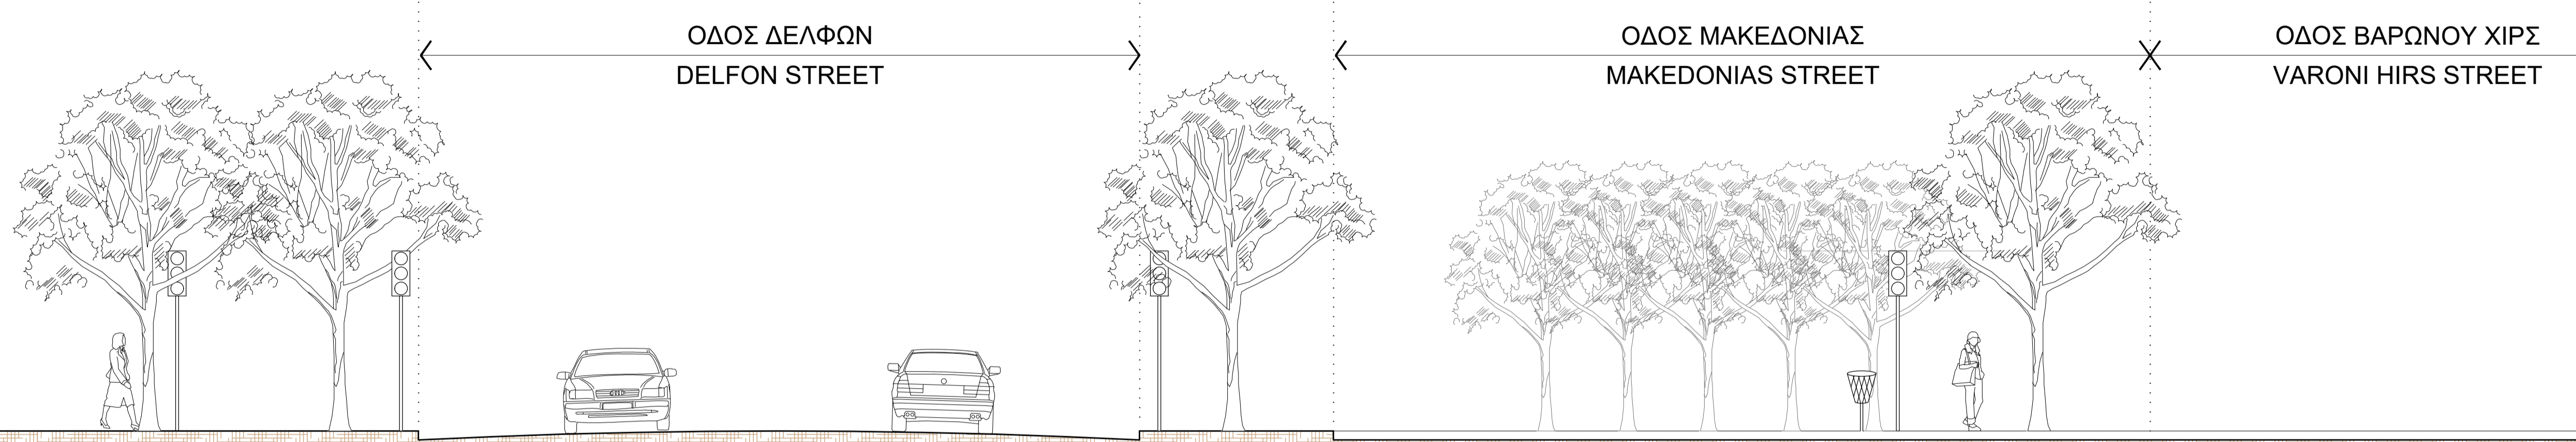 ΟΔΟΣ ΔΕΛΦΩΝ
DELFON STREET
ΟΔΟΣ ΜΑΚΕΔΟΝΙΑΣ
MAKEDONIAS STREET
ΟΔΟΣ ΒΑΡΩΝΟΥ ΧΙΡΣ
VARONI HIRS STREET